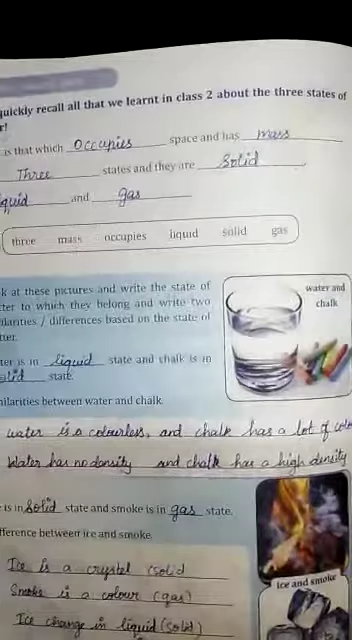 quickly recall all that we learnt in class 2 about the three states of
r!
is that which Occupies space and has mass
Three states and they are Solid.
quid and gas
three mass occupies liquid solid gas
k at these pictures and write the state of
ter to which they belong and write two
ilarities / differences based on the state of
tter.
water and
chalk
ter is in liquid state and chalk is in
olid state.
ilarities between water and chalk.
water is a colourless, and chalk has a lot of colo
Water has no density and chalk has a high density
is in Solid state and smoke is in gas state.
fference between ice and smoke.
Ice is a crystal (solid
Smoke is a colour (gas)
ice and smoke
Ice change in liquid (solid)